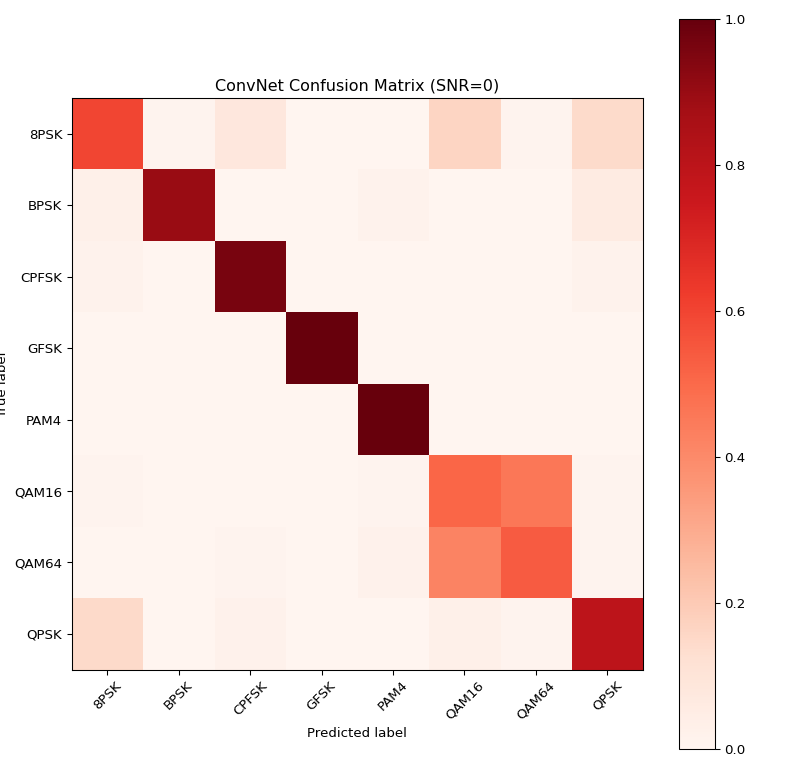 ConvNet Confusion Matrix (SNR=0)
8PSK
BPSK
CPFSK
GFSK
PAM4
QAM16
QAM64
QPSK
label
8PSK
BPSK
CPFSK
GFSK
PAM4
QAM16
QAM64
QPSK
Predicted label
1.0
0.8
0.6
0.4
0.2
0.0